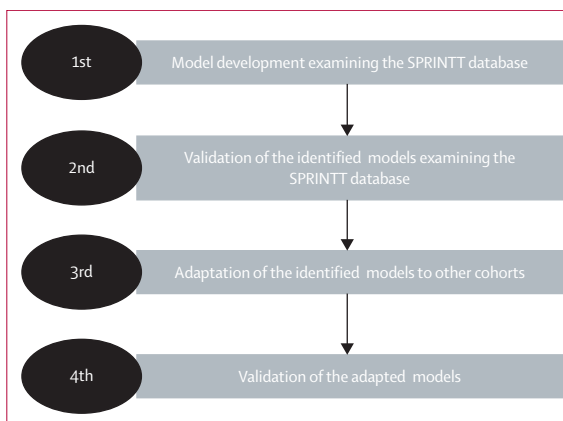 1st
Model development examining the SPRINTT database
2nd
Validation of the identified models examining the
SPRINTT database
3rd
Adaptation of the identified models to other cohorts
4th
Validation of the adapted models